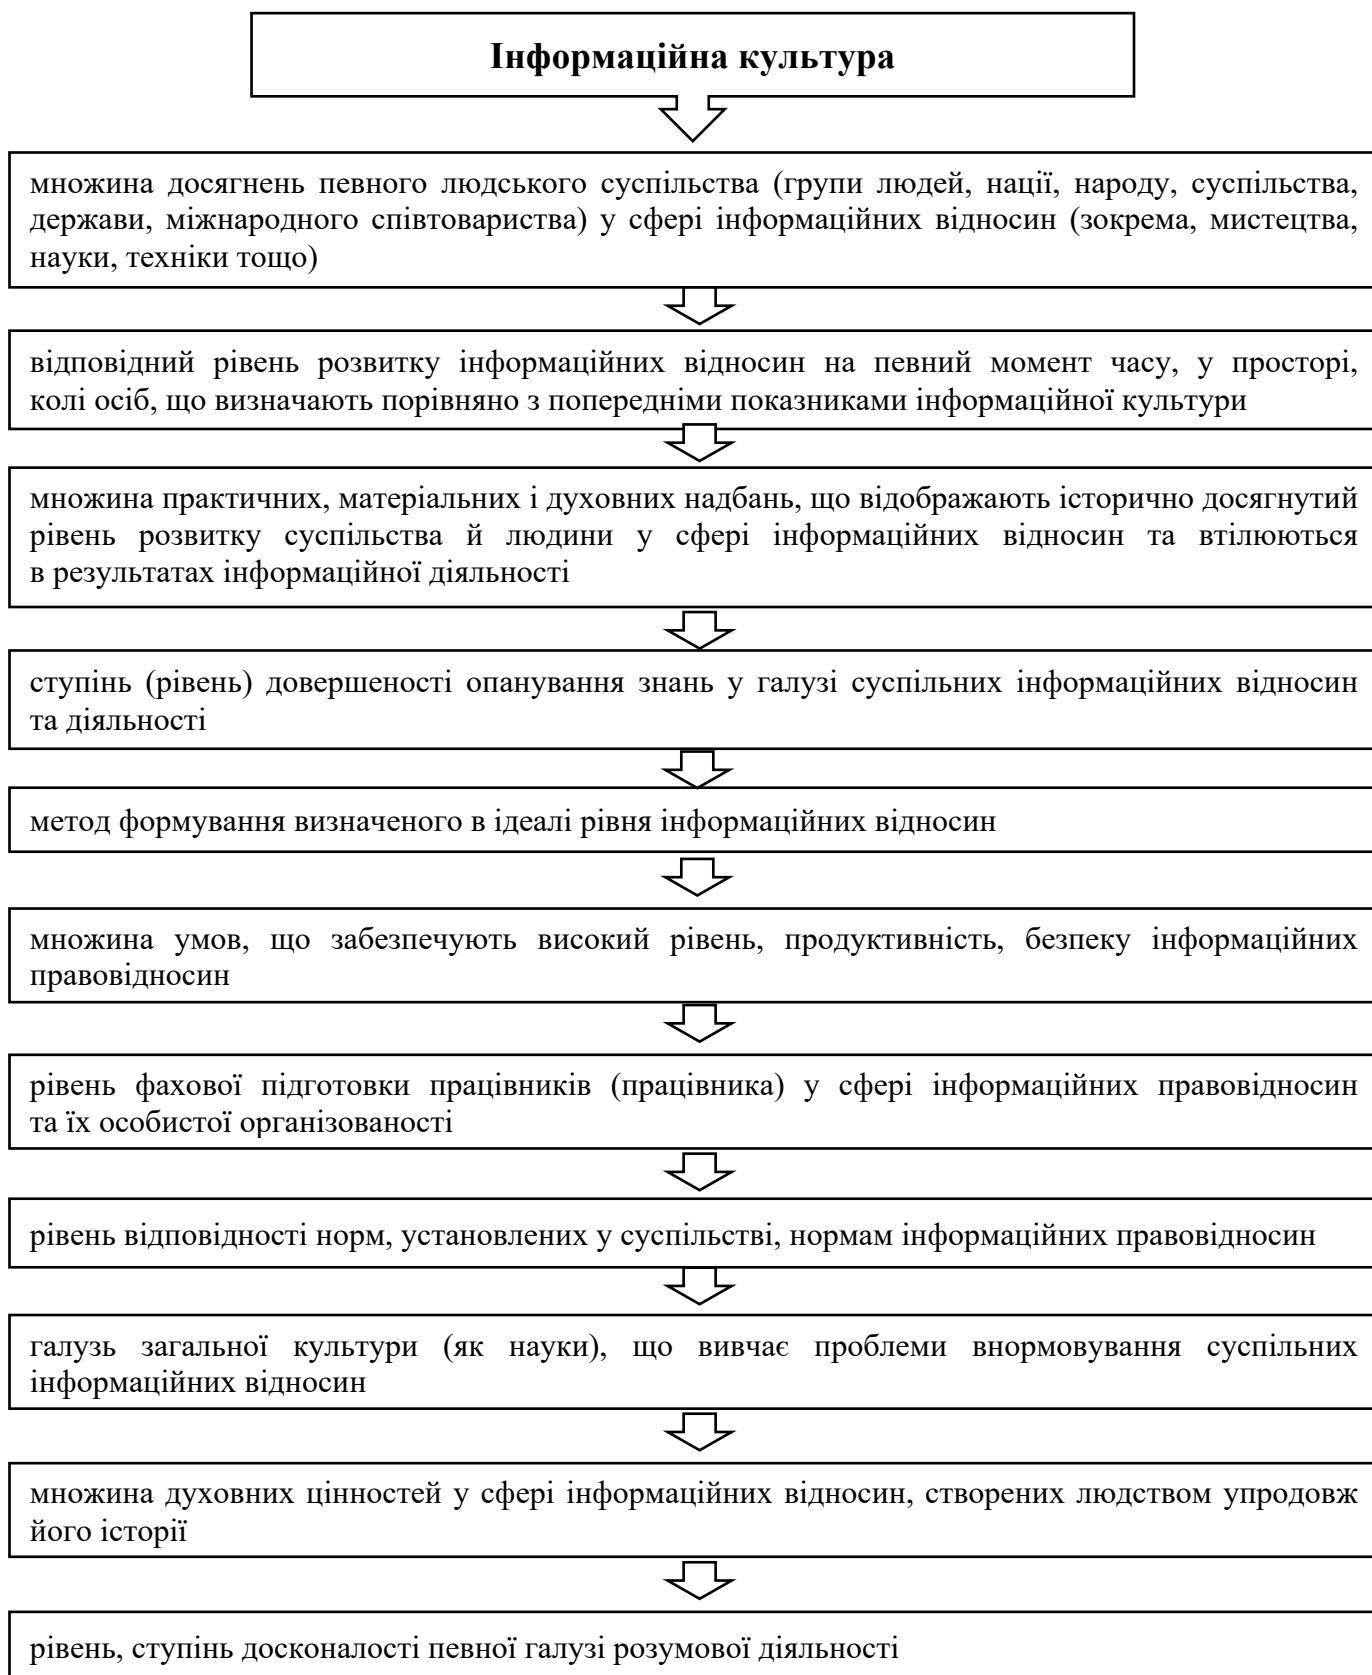 Інформаційна культура
множина досягнень певного людського суспільства (групи людей, нації, народу, суспільства,
держави, міжнародного співтовариства) у сфері інформаційних відносин (зокрема, мистецтва,
науки, техніки тощо)
відповідний рівень розвитку інформаційних відносин на певний момент часу, у просторі,
колі осіб, що визначають порівняно з попередніми показниками інформаційної культури
множина практичних, матеріальних і духовних надбань, що відображають історично досягнутий
рівень розвитку суспільства й людини у сфері інформаційних відносин та втілюються
в результатах інформаційної діяльності
ступінь (рівень) довершеності опанування знань у галузі суспільних інформаційних відносин
та діяльності
метод формування визначеного в ідеалі рівня інформаційних відносин
множина умов, що забезпечують високий рівень, продуктивність, безпеку інформаційних
правовідносин
рівень фахової підготовки працівників (працівника) у сфері інформаційних правовідносин
та їх особистої організованості
рівень відповідності норм, установлених у суспільстві, нормам інформаційних правовідносин
галузь загальної культури (як науки), що вивчає проблеми внормовування суспільних
інформаційних відносин
множина духовних цінностей у сфері інформаційних відносин, створених людством упродовж
його історії
рівень, ступінь досконалості певної галузі розумової діяльності